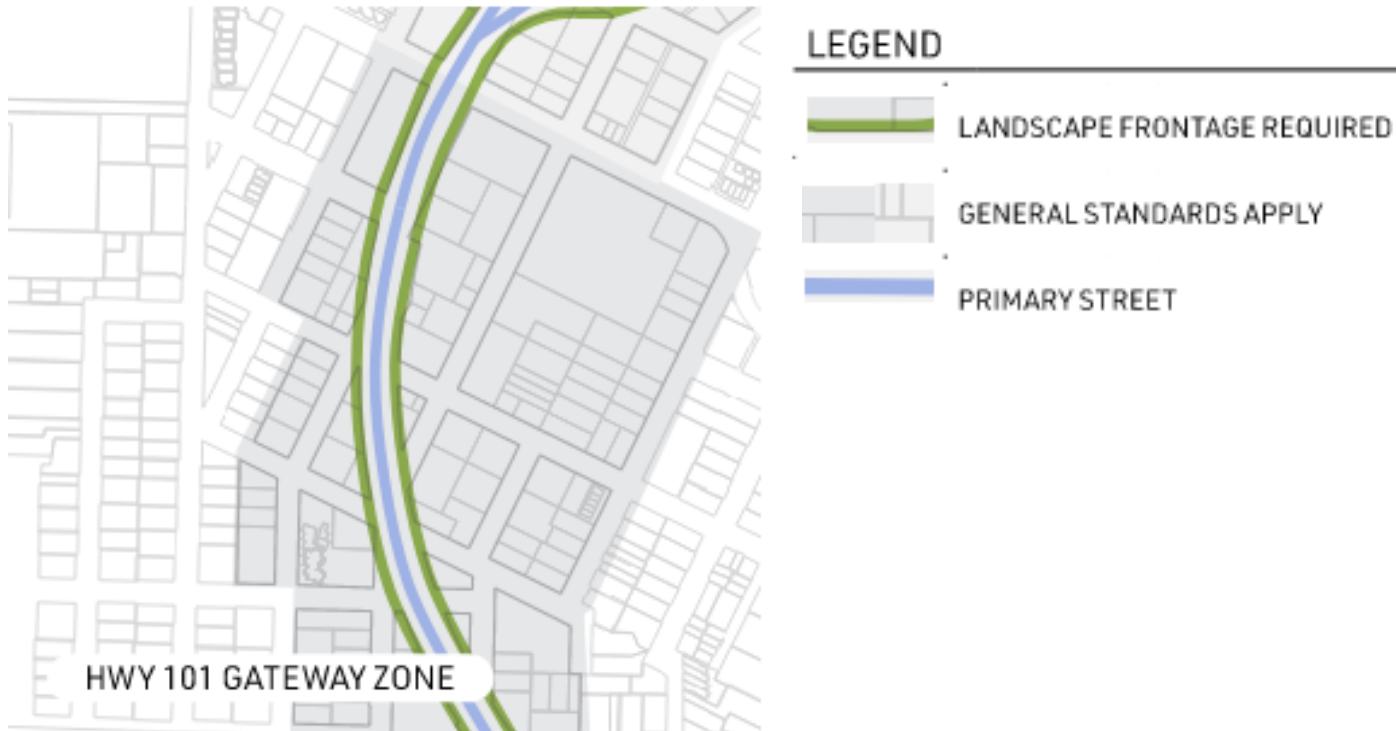 LEGEND
LANDSCAPE FRONTAGE REQUIRED
GENERAL STANDARDS APPLY
PRIMARY STREET
HWY 101 GATEWAY ZONE